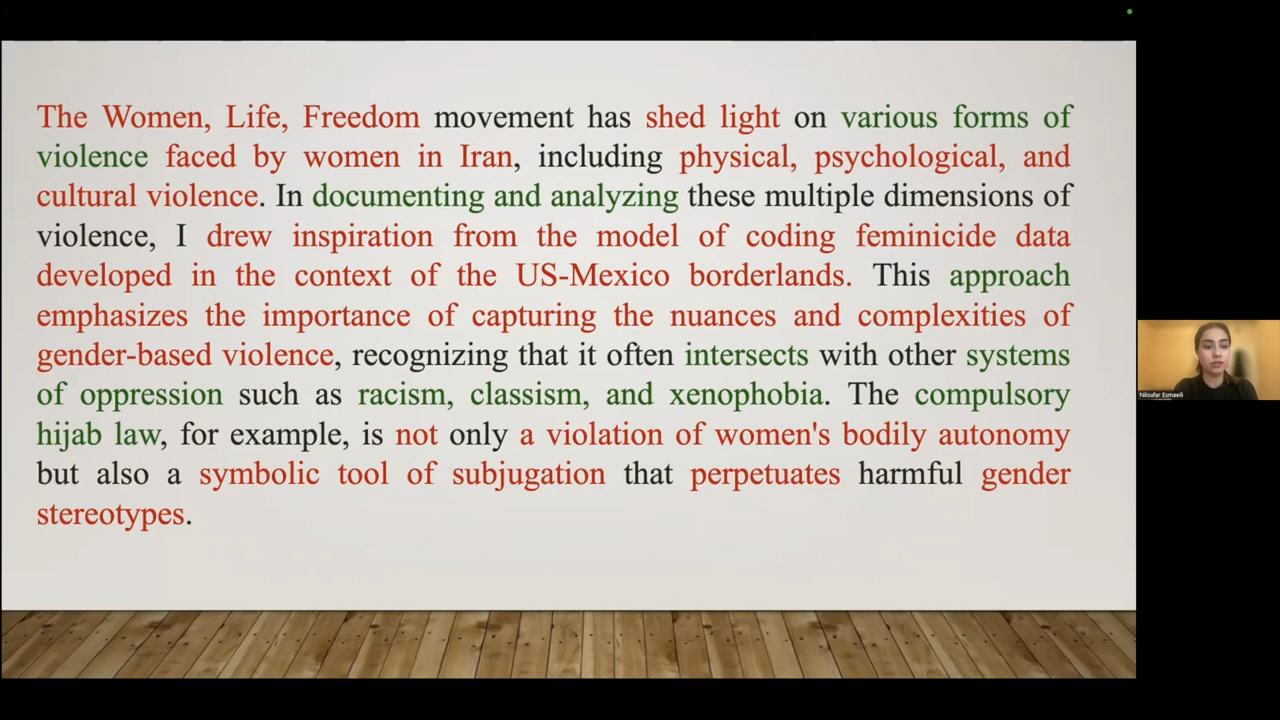 The Women, Life, Freedom movement has shed light on various forms of
violence faced by women in Iran, including physical, psychological, and
cultural violence. In documenting and analyzing these multiple dimensions of
violence, I drew inspiration from the model of coding feminicide data
developed in the context of the US-Mexico borderlands. This approach
emphasizes the importance of capturing the nuances and complexities of
gender-based violence, recognizing that it often intersects with other systems
of oppression such as racism, classism, and xenophobia. The compulsory
hijab law, for example, is not only a violation of women's bodily autonomy
but also a symbolic tool of subjugation that perpetuates harmful gender
stereotypes.
Niloufar Esmaeili